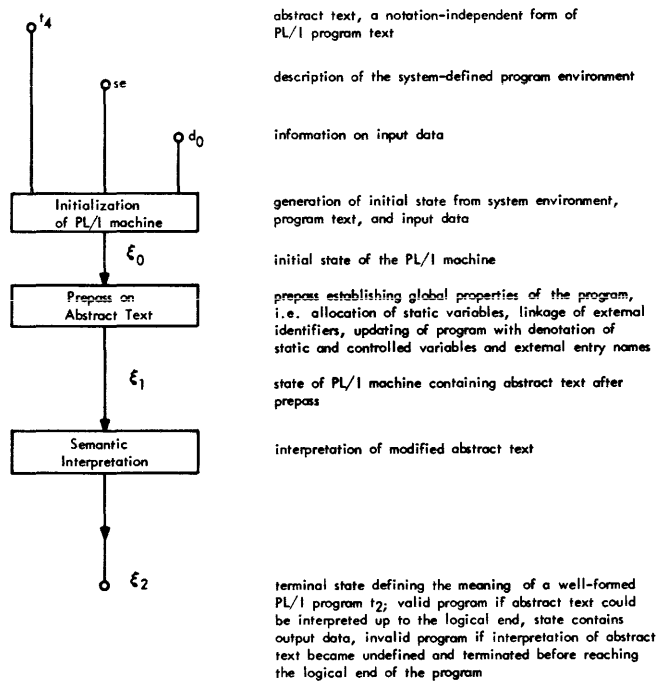 t4
abstract text, a notation-independent form of
PL/I program text
se
description of the system-defined program environment
d0
information on input data
Initialization
of PL/I machine
generation of initial state from system environment,
program text, and input data
ξ0
initial state of the PL/I machine
Prepass on
Abstract Text
prepass establishing global properties of the program,
i.e. allocation of static variables, linkage of external
identifiers, updating of program with denotation of
static and controlled variables and external entry names
ξ1
state of PL/I machine containing abstract text after
prepass
Semantic
Interpretation
interpretation of modified abstract text
ξ2
terminal state defining the meaning of a well-formed
PL/I program t2; valid program if abstract text could
be interpreted up to the logical end, state contains
output data, invalid program if interpretation of abstract
text became undefined and terminated before reaching
the logical end of the program